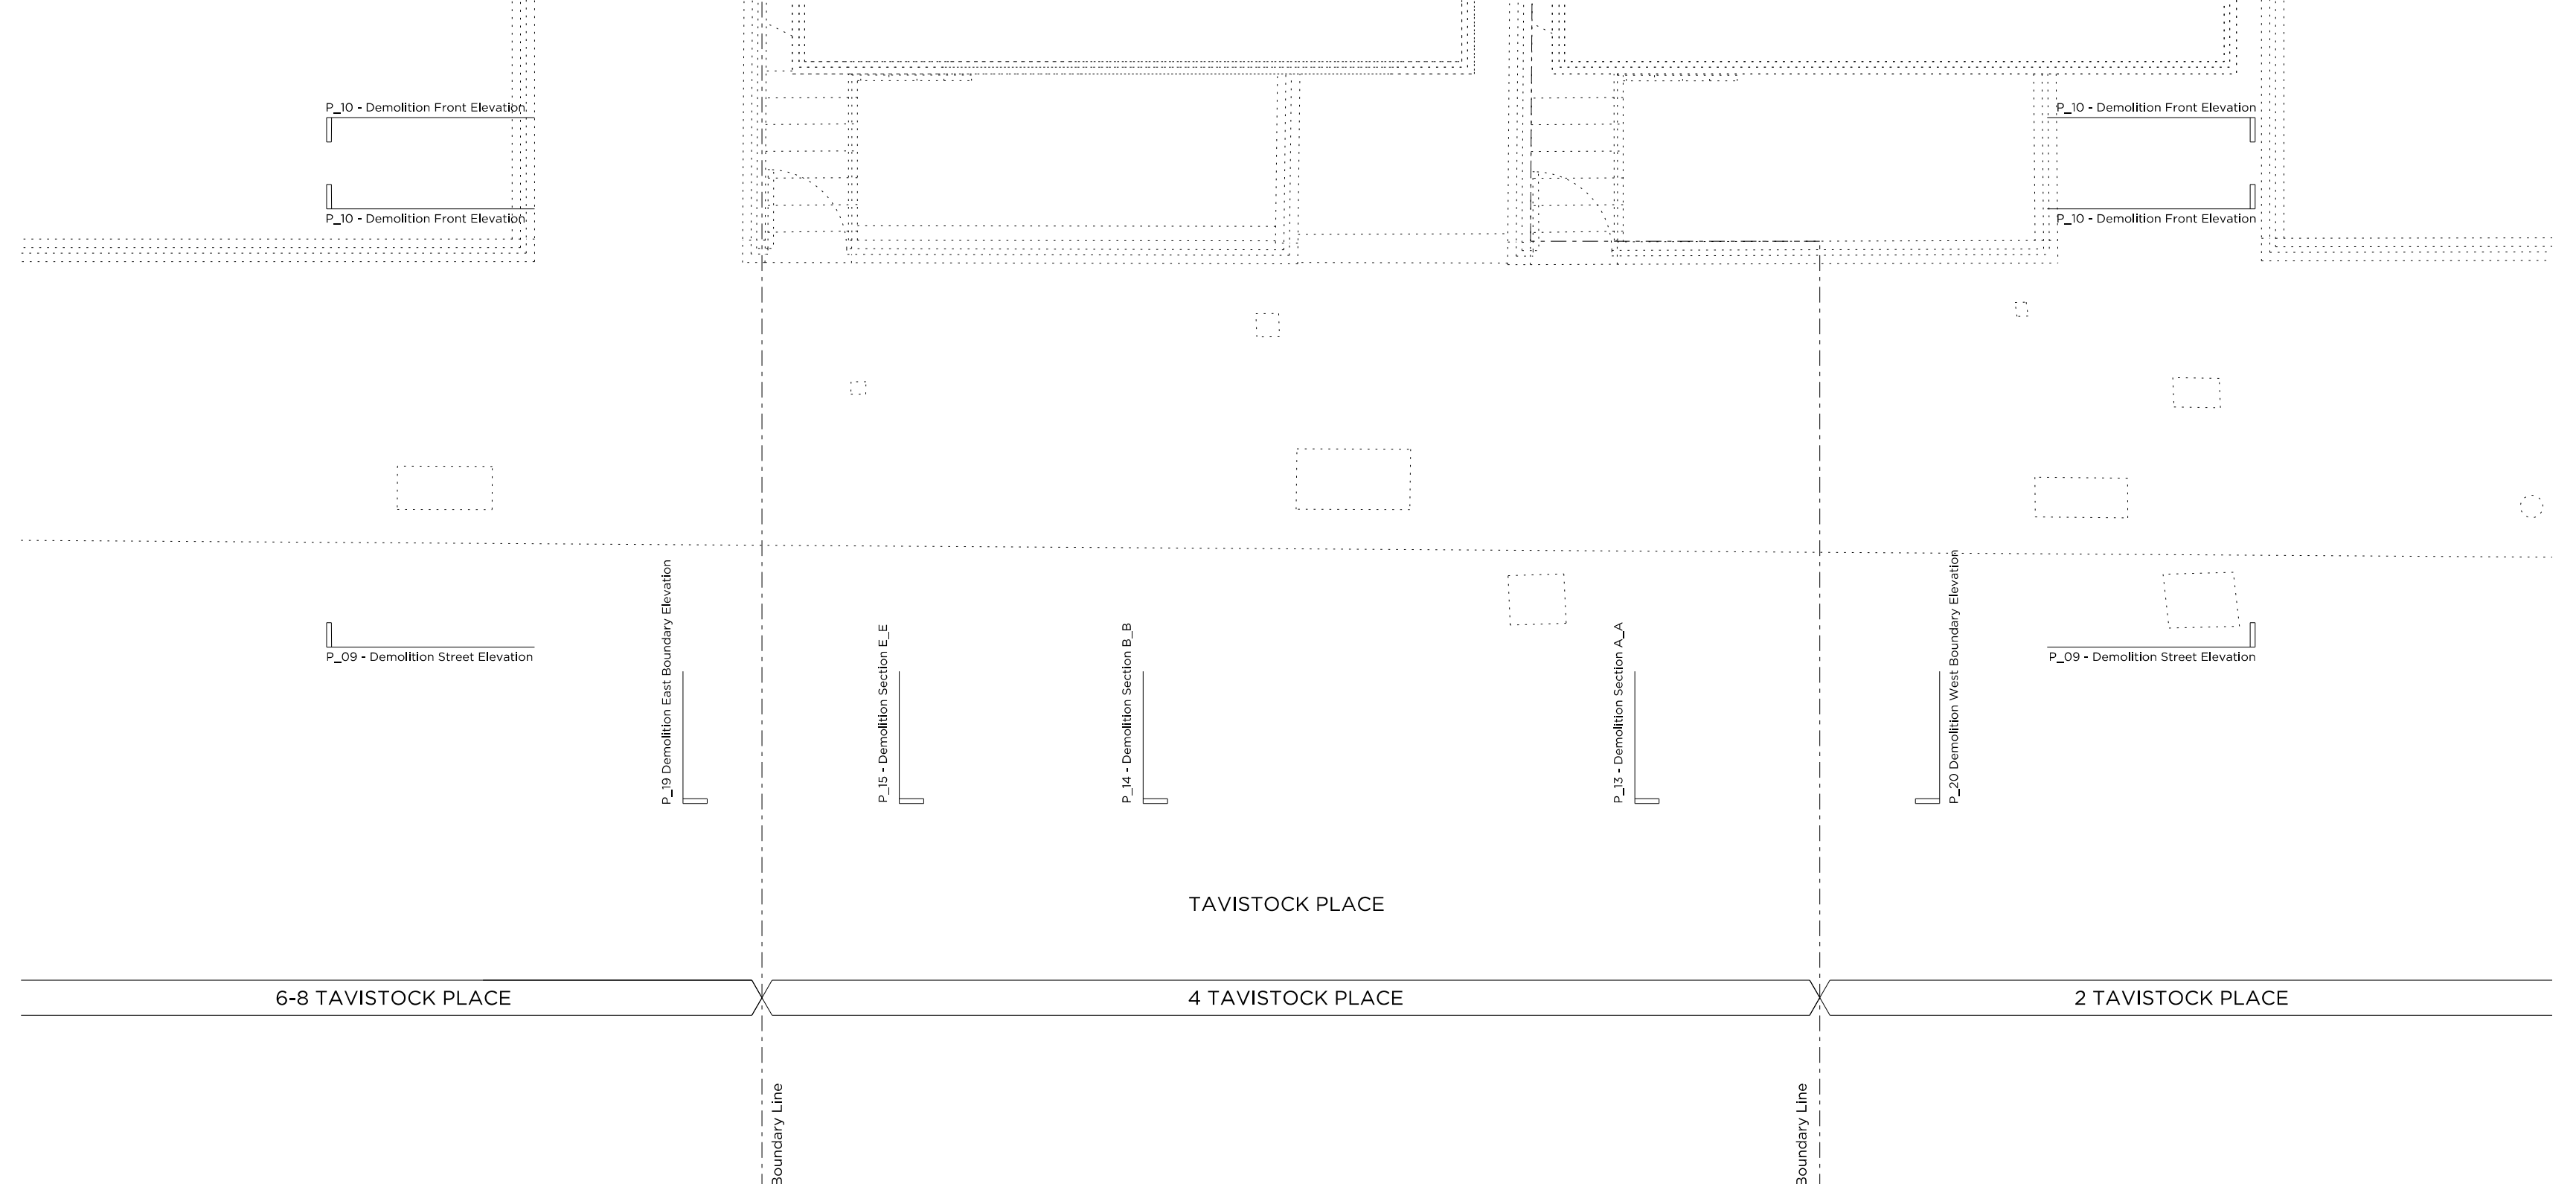 P_10 - Demolition Front Elevation
P_10 - Demolition Front Elevation
P_10 - Demolition Front Elevation
P_10 - Demolition Front Elevation
P_09 - Demolition Street Elevation
P_19 Demolition East Boundary Elevation
P_15 - Demolition Section E_E
P_14 - Demolition Section B_B
P_13 - Demolition Section A_A
P_20 Demolition West Boundary Elevation
P_09 - Demolition Street Elevation
TAVISTOCK PLACE
6-8 TAVISTOCK PLACE
4 TAVISTOCK PLACE
2 TAVISTOCK PLACE
Boundary Line
Boundary Line